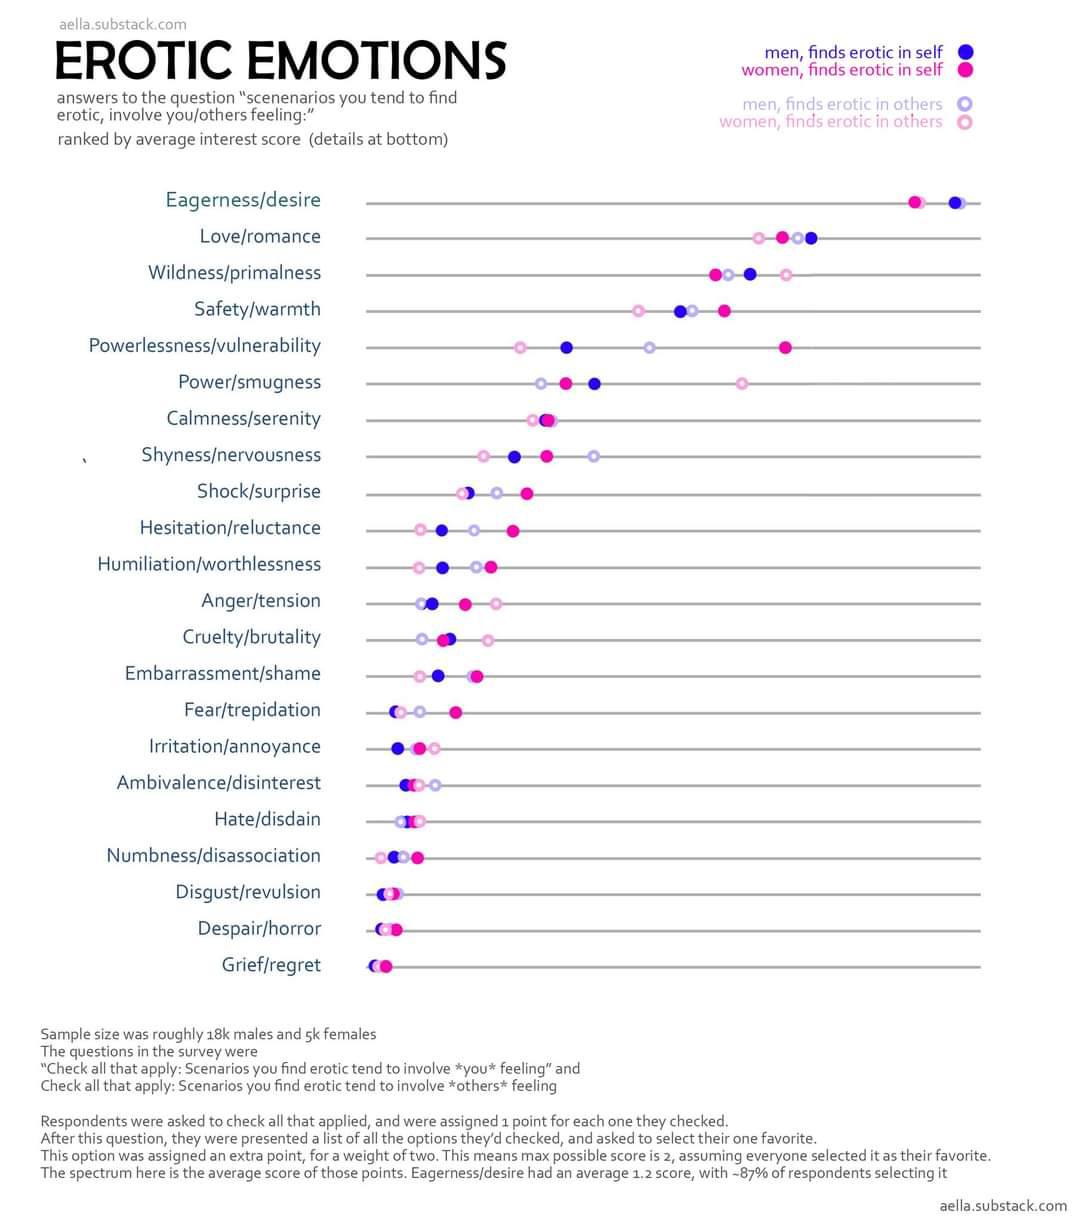 aella.substack.com
EROTIC EMOTIONS
answers to the question “scenenarios you tend to find
erotic, involve you/others feeling:”
ranked by average interest score (details at bottom)
men, finds erotic in self
women, finds erotic in self
men, finds erotic in others
women, finds erotic in others
Eagerness/desire
Love/romance
Wildness/primalness
Safety/warmth
Powerlessness/vulnerability
Power/smugness
Calmness/serenity
Shyness/nervousness
Shock/surprise
Hesitation/reluctance
Humiliation/worthlessness
Anger/tension
Cruelty/brutality
Embarrassment/shame
Fear/trepidation
Irritation/annoyance
Ambivalence/disinterest
Hate/disdain
Numbness/disassociation
Disgust/revulsion
Despair/horror
Grief/regret
Sample size was roughly 18k males and 5k females
The questions in the survey were
“Check all that apply: Scenarios you find erotic tend to involve *you* feeling” and
Check all that apply: Scenarios you find erotic tend to involve *others* feeling
Respondents were asked to check all that applied, and were assigned 1 point for each one they checked.
After this question, they were presented a list of all the options they’d checked, and asked to select their one favorite.
This option was assigned an extra point, for a weight of two. This means max possible score is 2, assuming everyone selected it as their favorite.
The spectrum here is the average score of those points. Eagerness/desire had an average 1.2 score, with ~87% of respondents selecting it
aella.substack.com